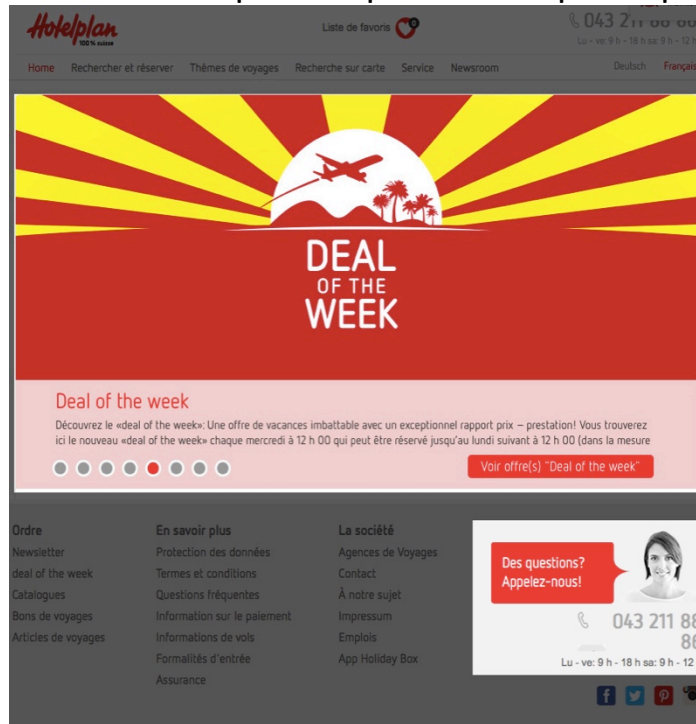 Hotelplan
100% suisse
Liste de favoris 0
Lu - ve: 9 h - 18 h sa: 9 h - 12 h
Home Rechercher et réserver Thèmes de voyages Recherche sur carte Service Newsroom Deutsch Français
DEAL
OF THE
WEEK
Deal of the week
Découvrez le «deal of the week»: Une offre de vacances imbattable avec un exceptionnel rapport prix – prestation! Vous trouverez
ici le nouveau «deal of the week» chaque mercredi à 12 h 00 qui peut être réservé jusqu'au lundi suivant à 12 h 00 (dans la mesure
Voir offre(s) "Deal of the week"
Ordre
Newsletter
deal of the week
Catalogues
Bons de voyages
Articles de voyages
En savoir plus
Protection des données
Termes et conditions
Questions fréquentes
Information sur le paiement
Informations de vols
Formalités d'entrée
Assurance
La société
Agences de Voyages
Contact
À notre sujet
Impressum
Emplois
App Holiday Box
Des questions?
Appelez-nous!
043 211 88
86
Lu - ve: 9 h - 18 h sa: 9 h - 12